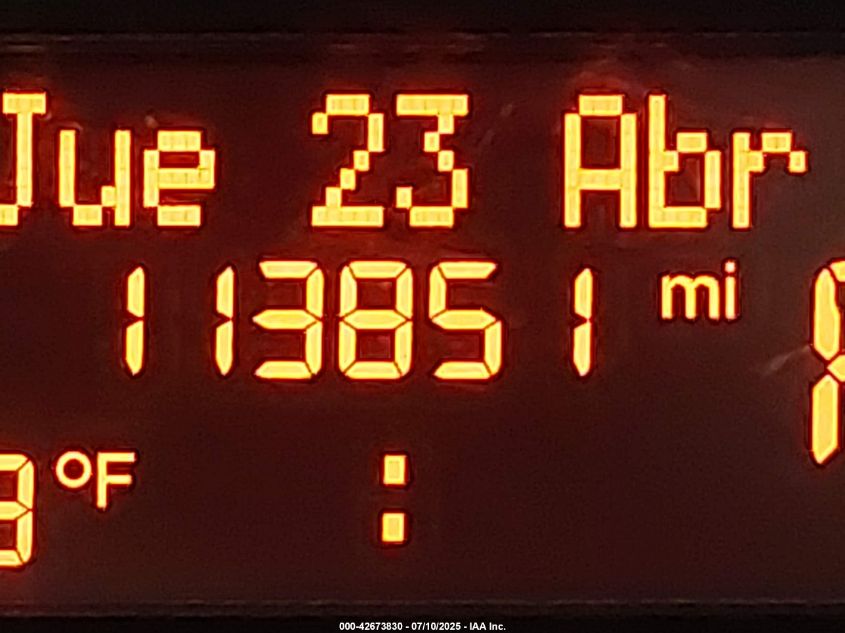 Jue 23 Abr
113851 mi
°F :
000-42673830 - 07/10/2025 - IAA Inc.